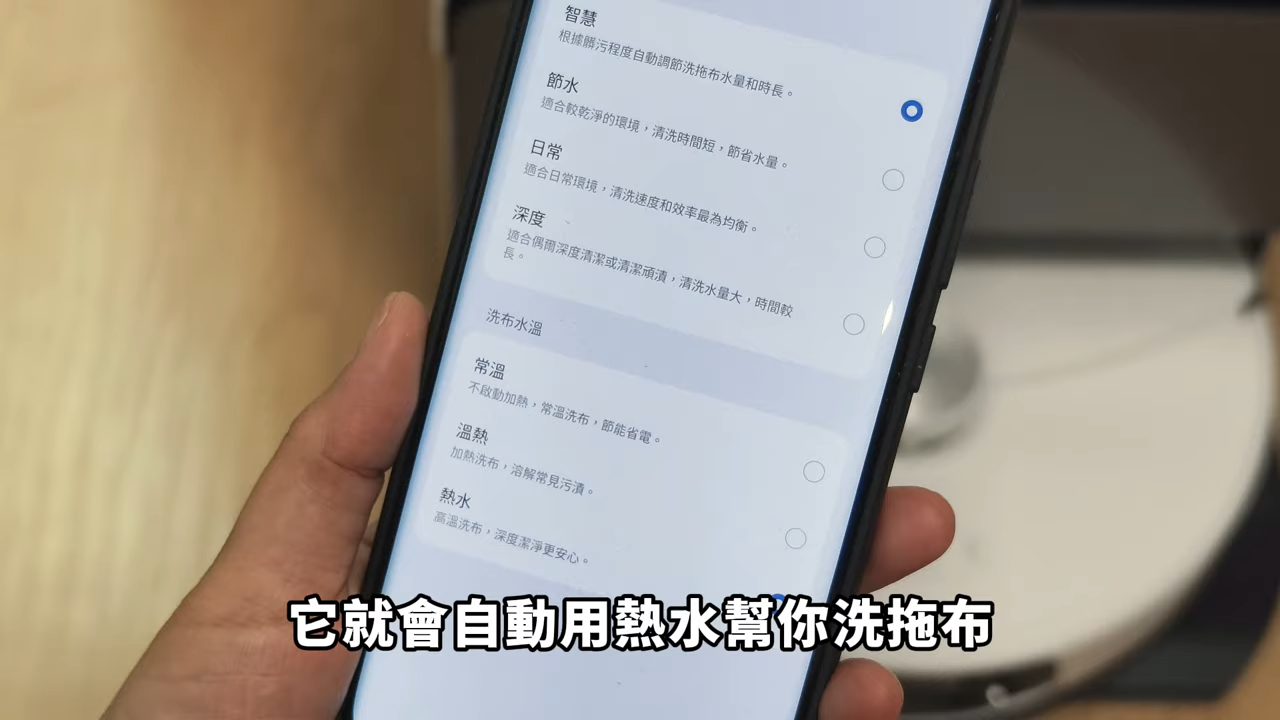 智慧
根據髒污程度自動調節洗拖布水量和時長。
節水
適合較乾淨的環境，清洗時間短，節省水量。
日常
適合日常環境，清洗速度和效率最為均衡。
深度
適合偶爾深度清潔或清潔頑漬，清洗水量大，時間較
長。
洗布水溫
常溫
不啟動加熱，常溫洗布，節能省電。
溫熱
加熱洗布，溶解常見污漬。
熱水
高溫洗布，深度潔淨更安心。
它就會自動用熱水幫你洗拖布